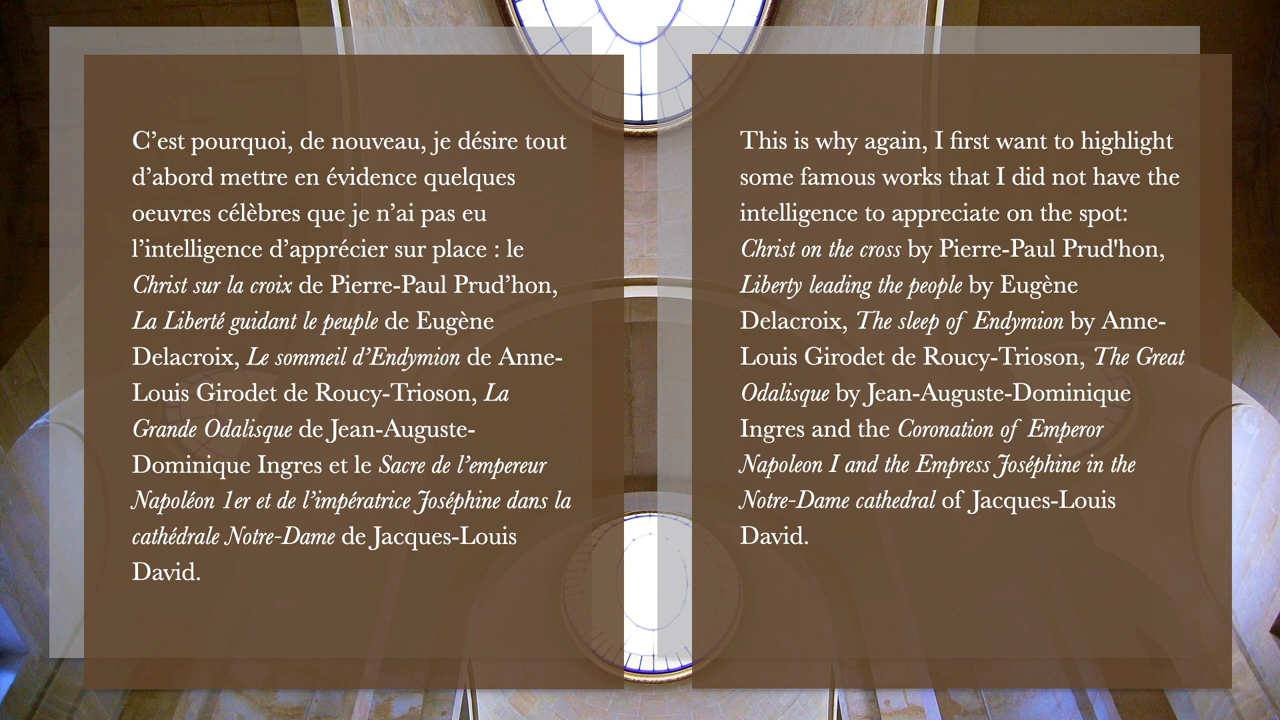 C’est pourquoi, de nouveau, je désire tout
d’abord mettre en évidence quelques
oeuvres célèbres que je n’ai pas eu
l’intelligence d’apprécier sur place : le
Christ sur la croix de Pierre-Paul Prud’hon,
La Liberté guidant le peuple de Eugène
Delacroix, Le sommeil d’Endymion de Anne-
Louis Girodet de Roucy-Trioson, La
Grande Odalisque de Jean-Auguste-
Dominique Ingres et le Sacre de l’empereur
Napoléon 1er et de l’impératrice Joséphine dans la
cathédrale Notre-Dame de Jacques-Louis
David.
This is why again, I first want to highlight
some famous works that I did not have the
intelligence to appreciate on the spot:
Christ on the cross by Pierre-Paul Prud'hon,
Liberty leading the people by Eugène
Delacroix, The sleep of Endymion by Anne-
Louis Girodet de Roucy-Trioson, The Great
Odalisque by Jean-Auguste-Dominique
Ingres and the Coronation of Emperor
Napoleon I and the Empress Joséphine in the
Notre-Dame cathedral of Jacques-Louis
David.